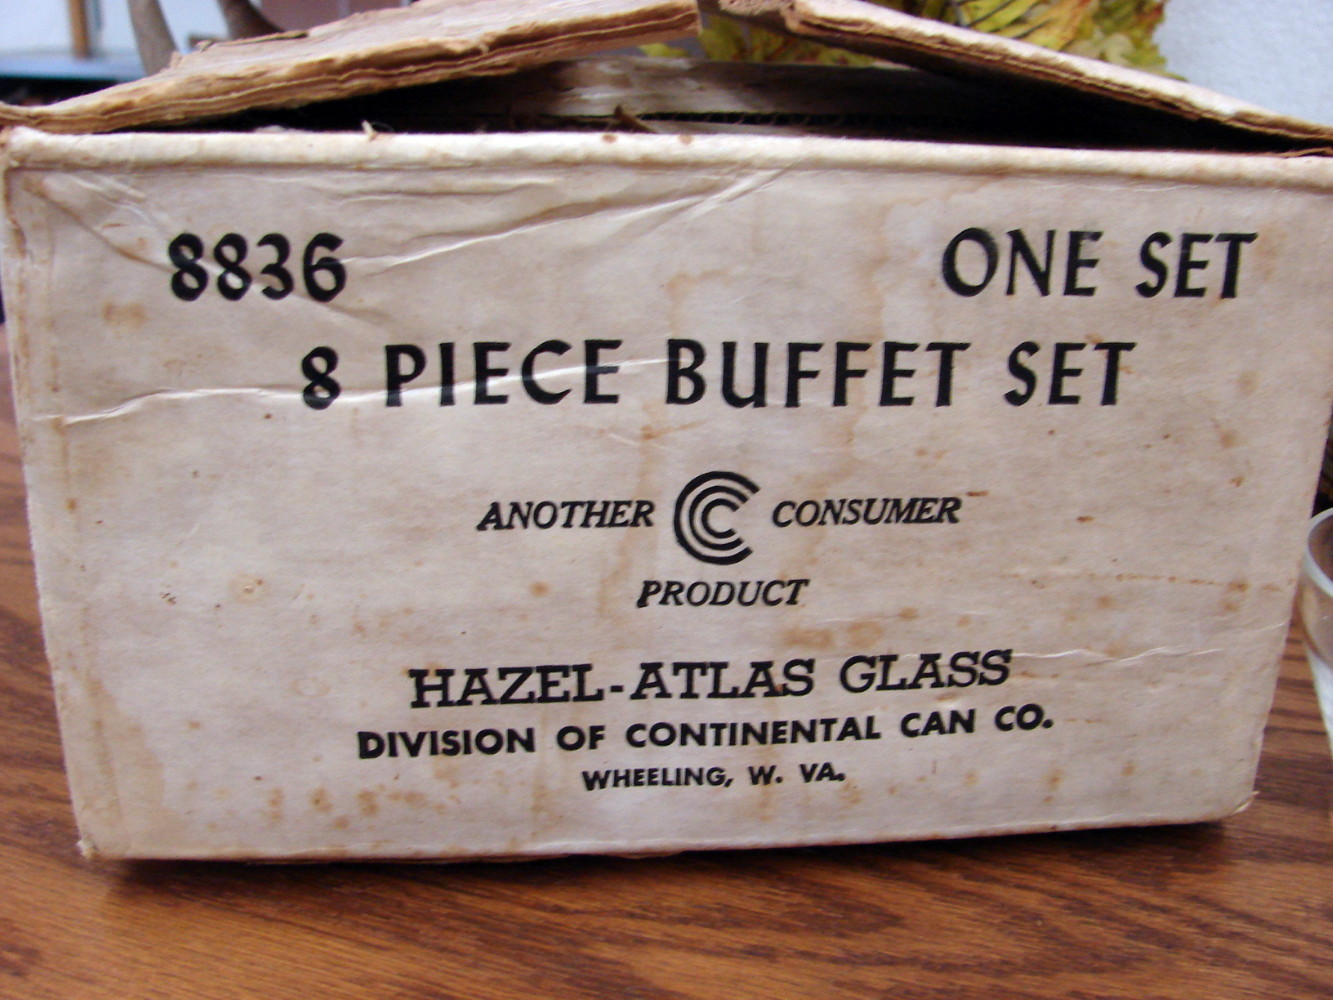 8836 ONE SET
8 PIECE BUFFET SET
ANOTHER CCC CONSUMER
PRODUCT
HAZEL-ATLAS GLASS
DIVISION OF CONTINENTAL CAN CO.
WHEELING, W. VA.